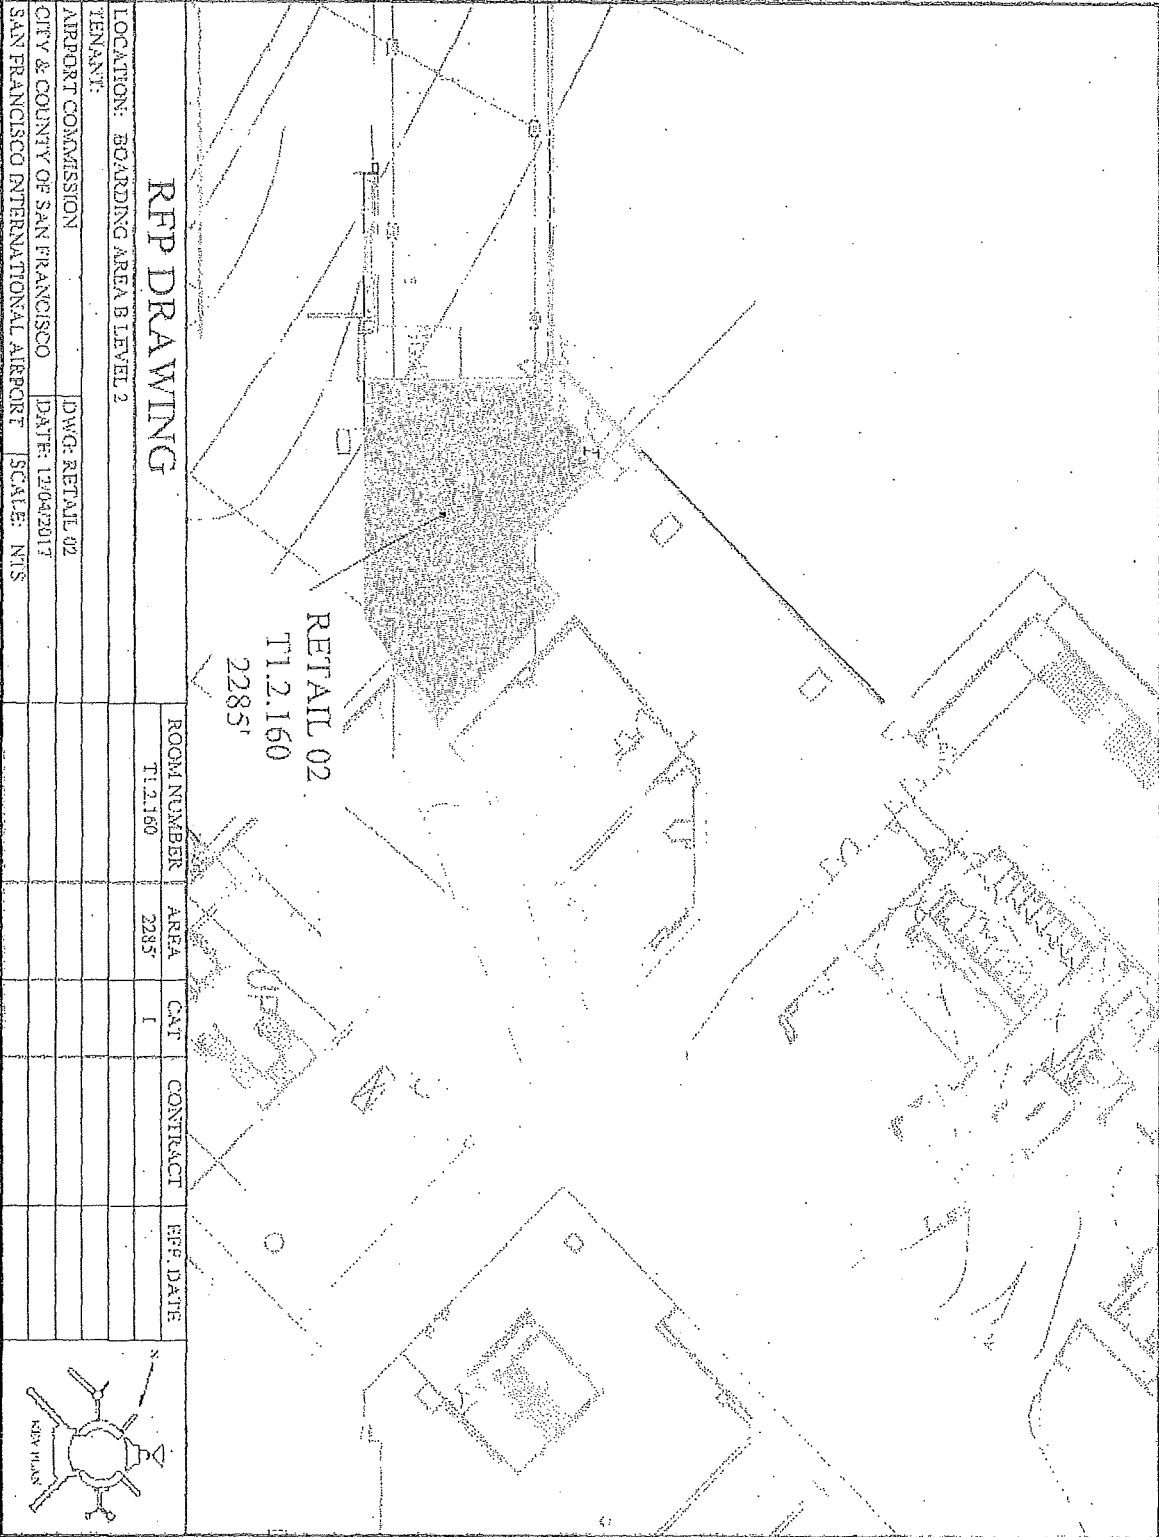 RETAIL 02
T1.2.160
2285'
UP
RFP DRAWING
LOCATION: BOARDING AREA B LEVEL 2
TENANT:
AIRPORT COMMISSION DWG: RETAIL 02
CITY & COUNTY OF SAN FRANCISCO DATE: 12/04/2017
SAN FRANCISCO INTERNATIONAL AIRPORT SCALE: NTS
ROOM NUMBER AREA CAT CONTRACT EFF. DATE
T1.2.160 2285' I
N
KEY PLAN